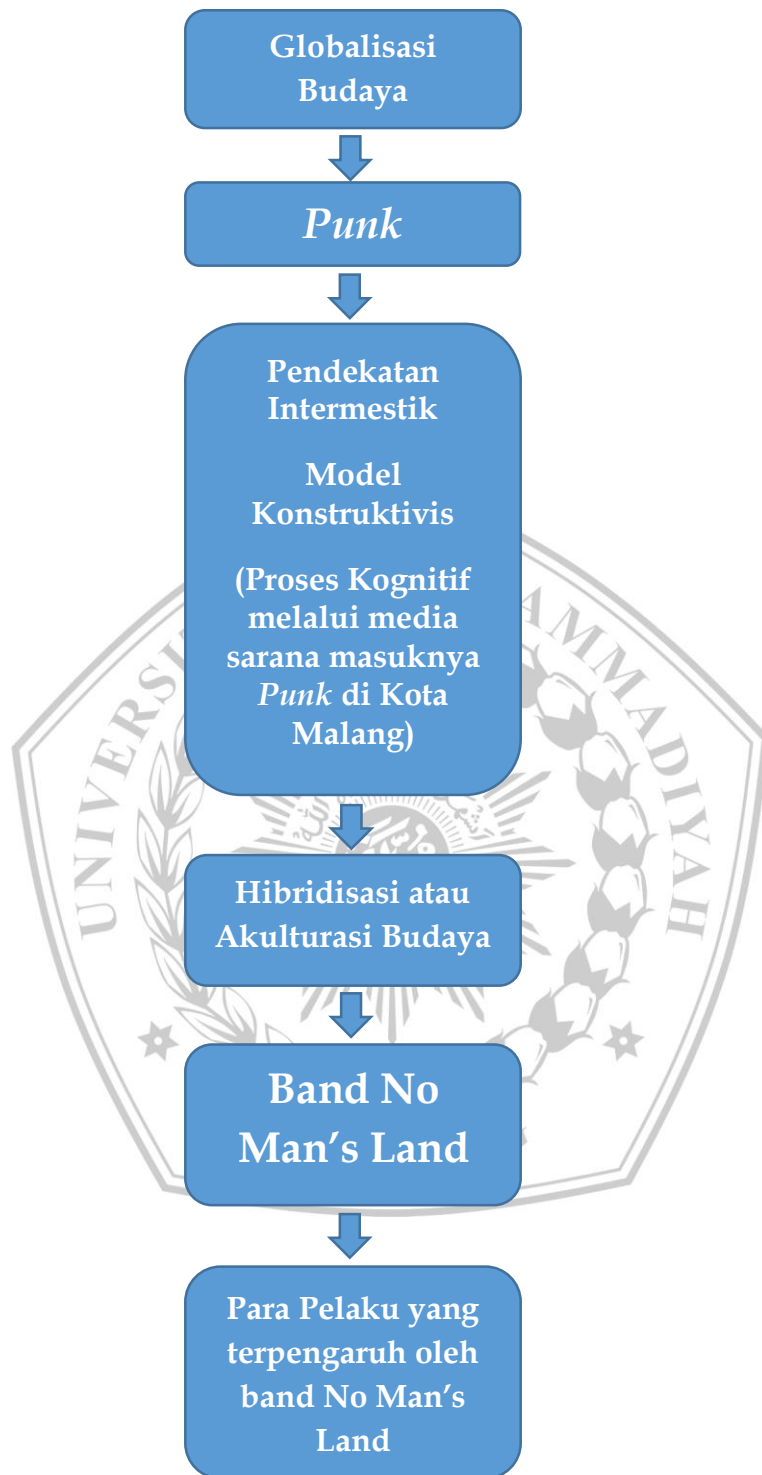 Globalisasi
Budaya
Punk
Pendekatan
Intermestik
Model
Konstruktivis
(Proses Kognitif
melalui media
sarana masuknya
Punk di Kota
Malang)
Hibridisasi atau
Akulturasi Budaya
Band No
Man’s Land
Para Pelaku yang
terpengaruh oleh
band No Man’s
Land